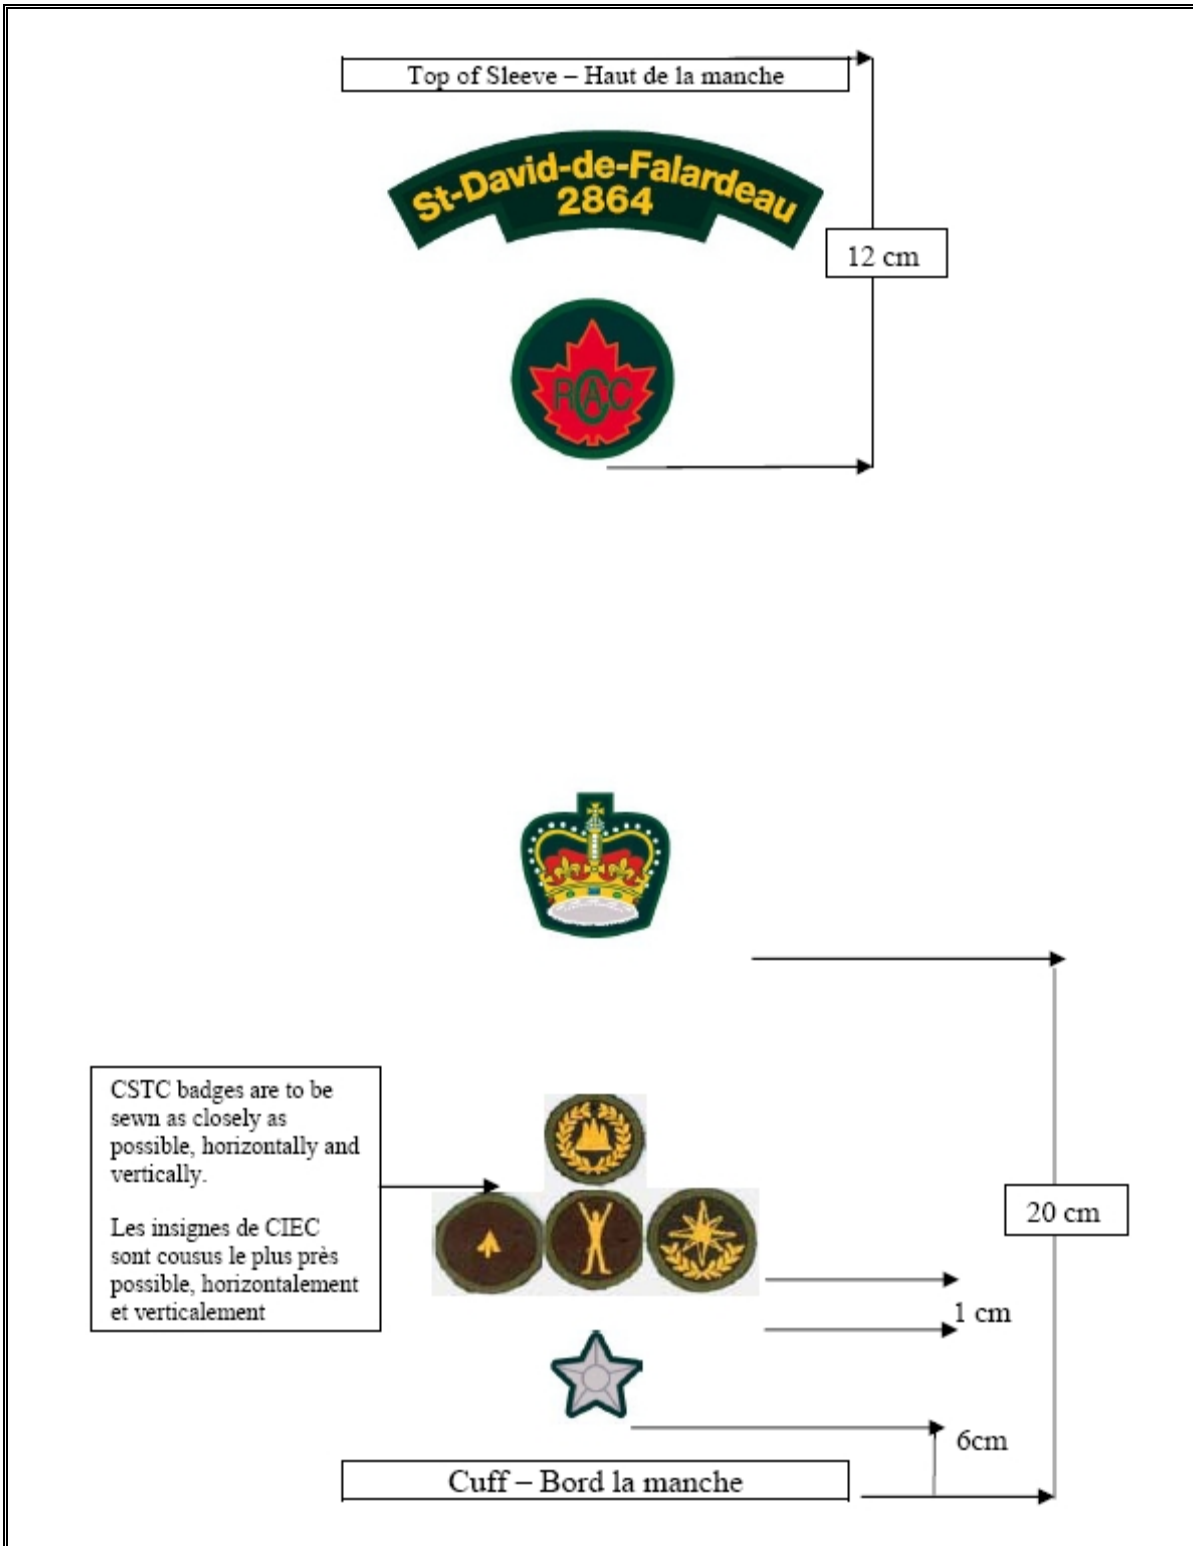 Top of Sleeve – Haut de la manche
St-David-de-Falardeau
2864
12 cm
RCAC
CSTC badges are to be
sewn as closely as
possible, horizontally and
vertically.
Les insignes de CIEC
sont cousus le plus près
possible, horizontalement
et verticalement
20 cm
1 cm
6cm
Cuff – Bord la manche